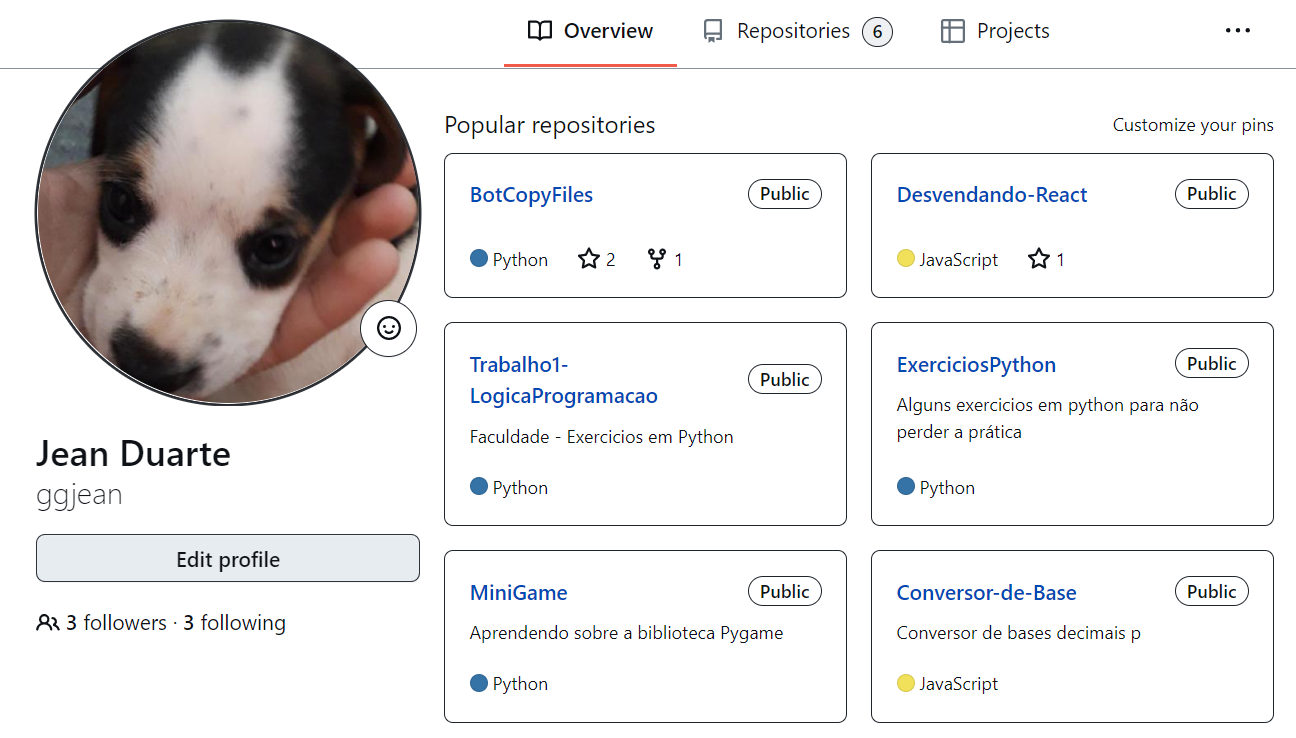 Overview
Repositories 6
Projects
Jean Duarte
ggjean
Edit profile
3 followers · 3 following
Popular repositories
Customize your pins
BotCopyFiles
Public
Python 2 1
Desvendando-React
Public
JavaScript 1
Trabalho1-
LogicaProgramacao
Public
Faculdade - Exercicios em Python
Python
ExerciciosPython
Public
Alguns exercicios em python para não
perder a prática
Python
MiniGame
Public
Aprendendo sobre a biblioteca Pygame
Python
Conversor-de-Base
Public
Conversor de bases decimais p
JavaScript